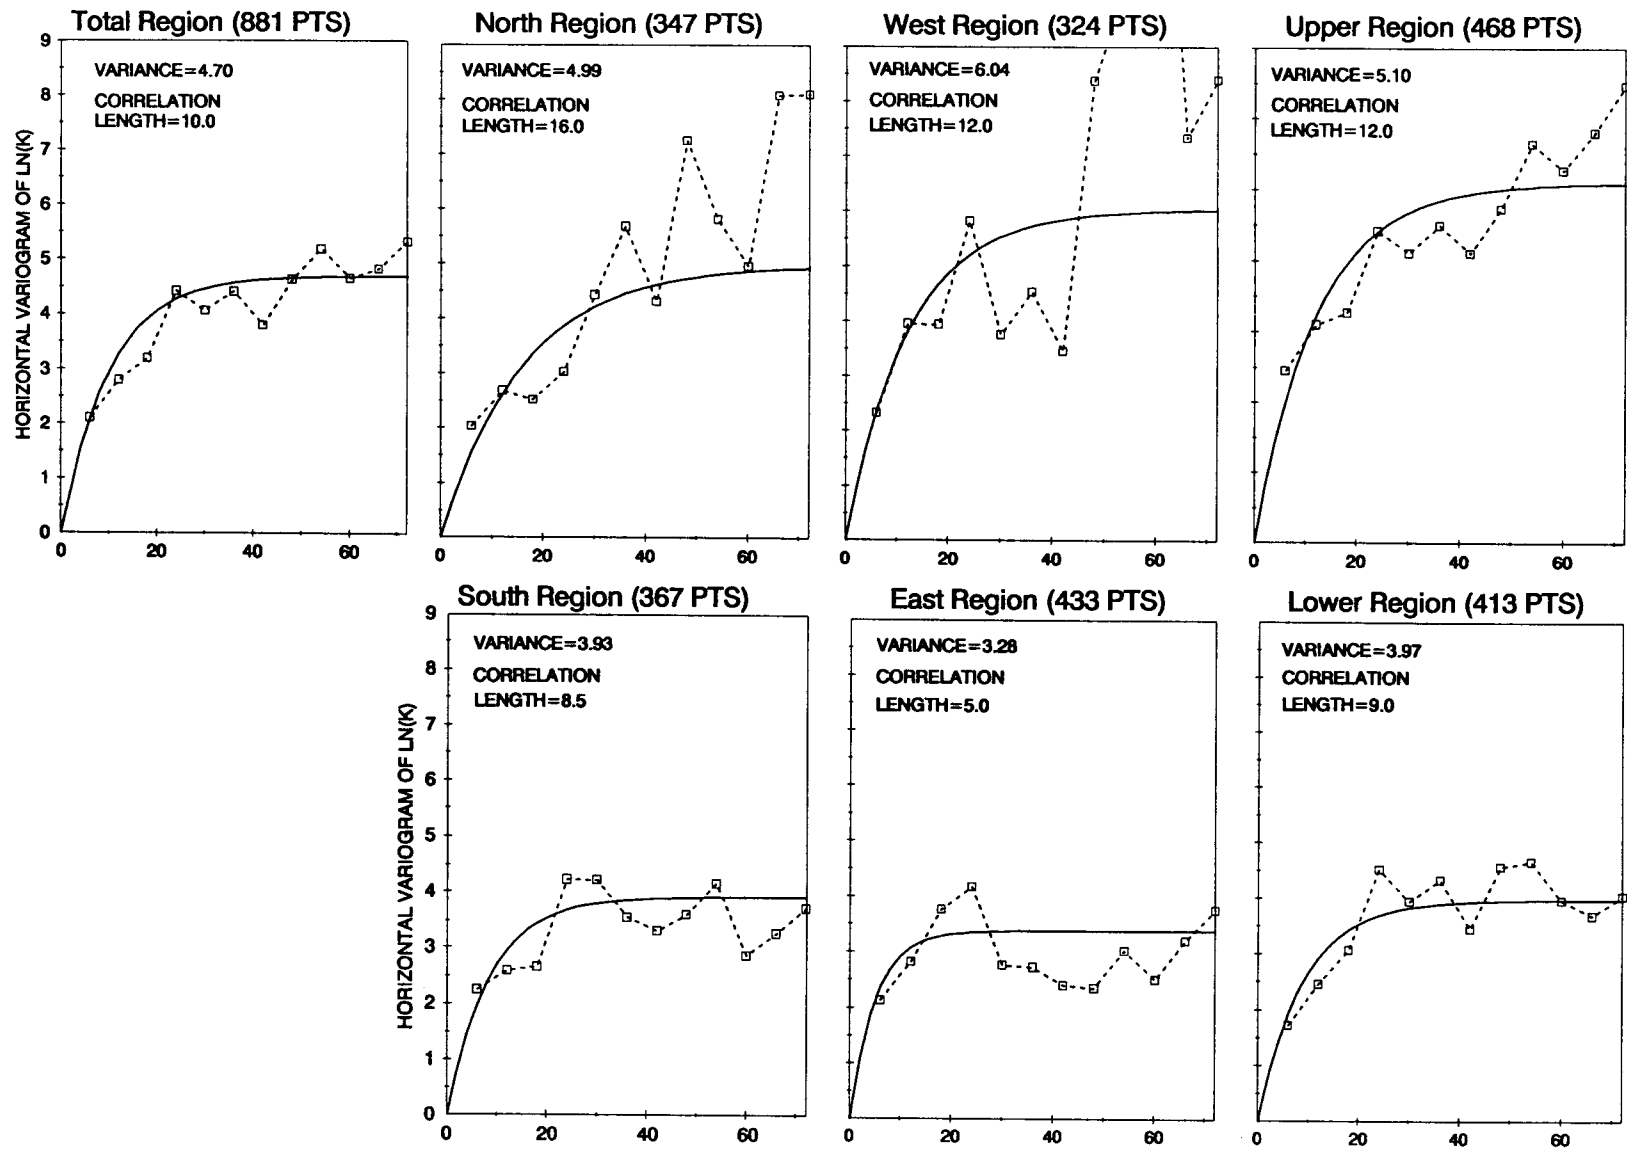 Total Region (881 PTS)
VARIANCE=4.70
CORRELATION
LENGTH=10.0
HORIZONTAL VARIOGRAM OF LN(K)
9
8
7
6
5
4
3
2
1
0
0 20 40 60
North Region (347 PTS)
VARIANCE=4.99
CORRELATION
LENGTH=16.0
0 20 40 60
West Region (324 PTS)
VARIANCE=6.04
CORRELATION
LENGTH=12.0
0 20 40 60
Upper Region (468 PTS)
VARIANCE=5.10
CORRELATION
LENGTH=12.0
0 20 40 60
South Region (367 PTS)
VARIANCE=3.93
CORRELATION
LENGTH=8.5
HORIZONTAL VARIOGRAM OF LN(K)
9
8
7
6
5
4
3
2
1
0
0 20 40 60
East Region (433 PTS)
VARIANCE=3.28
CORRELATION
LENGTH=5.0
0 20 40 60
Lower Region (413 PTS)
VARIANCE=3.97
CORRELATION
LENGTH=9.0
0 20 40 60